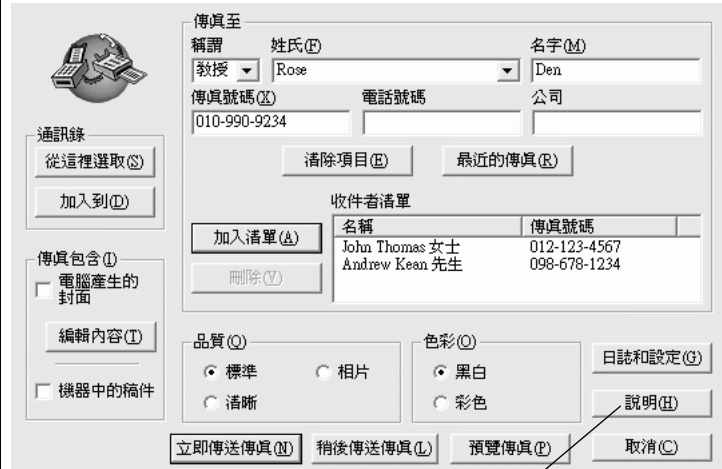 傳真至
稱謂 姓氏(F) 名字(M)
教授 Rose Den
傳真號碼(X) 電話號碼 公司
010-990-9234
清除項目(E) 最近的傳真(R)
收件者清單
加入清單(A)
刪除(Y)
名稱 傳真號碼
John Thomas 女士 012-123-4567
Andrew Kean 先生 098-678-1234
通訊錄
從這裡選取(S)
加入到(D)
傳真包含(I)
電腦產生的
封面
編輯內容(T)
機器中的稿件
品質(Q)
標準 相片
清晰
色彩(O)
黑白
彩色
日誌和設定(G)
說明(H)
立即傳送傳真(N) 稍後傳送傳真(L) 預覽傳真(P) 取消(C)